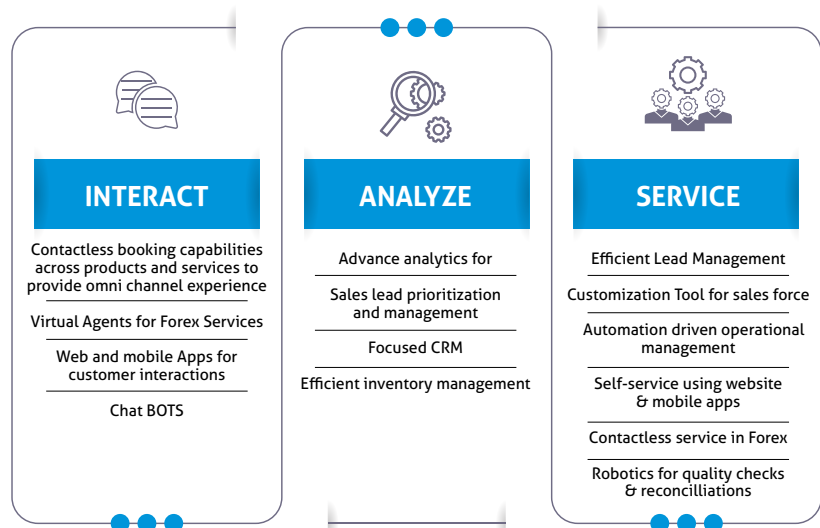 INTERACT
Contactless booking capabilities
across products and services to
provide omni channel experience
Virtual Agents for Forex Services
Web and mobile Apps for
customer interactions
Chat BOTS
ANALYZE
Advance analytics for
Sales lead prioritization
and management
Focused CRM
Efficient inventory management
SERVICE
Efficient Lead Management
Customization Tool for sales force
Automation driven operational
management
Self-service using website
& mobile apps
Contactless service in Forex
Robotics for quality checks
& reconcilliations